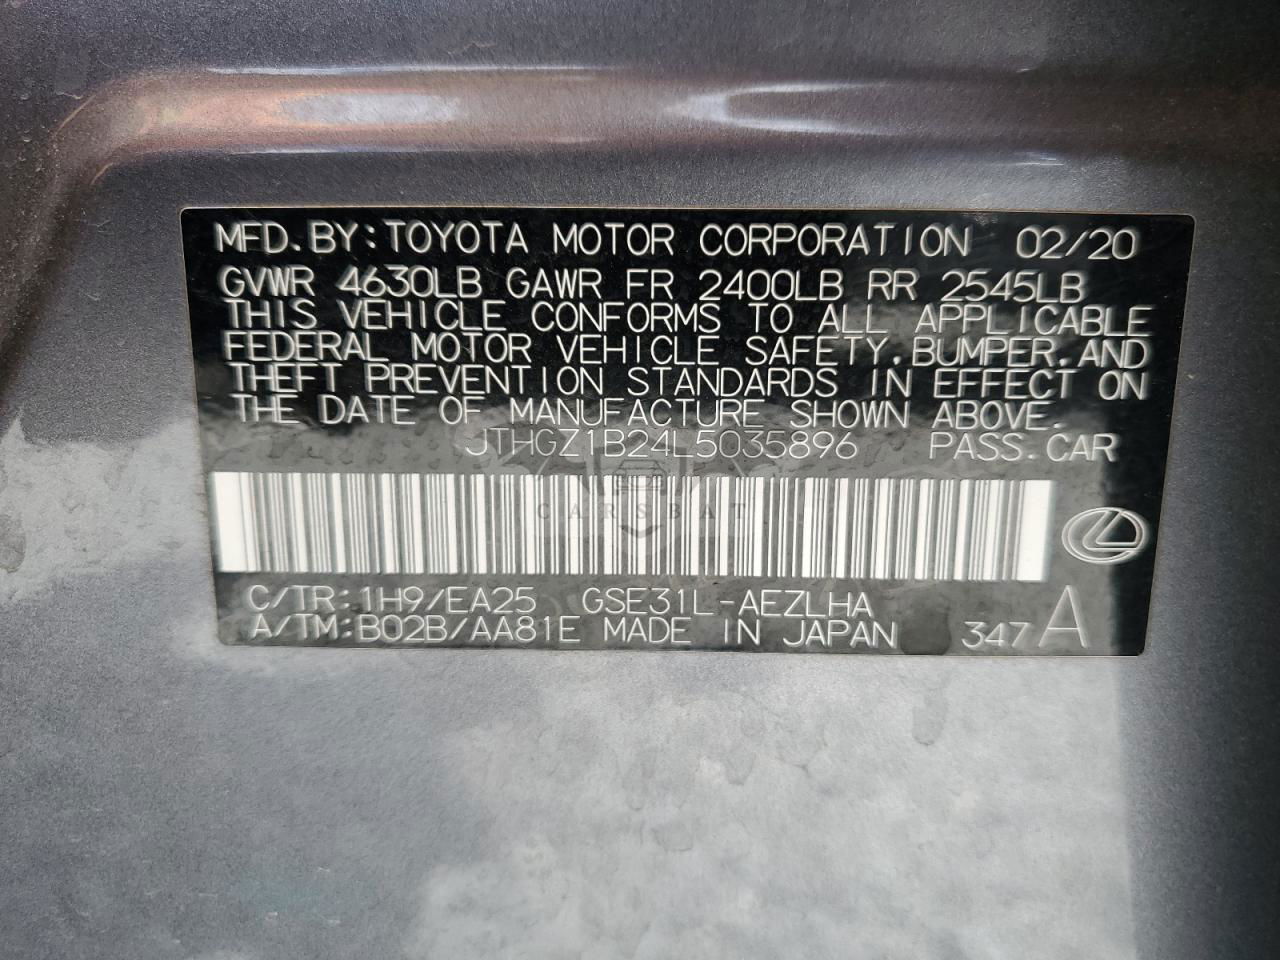 MFD.BY:TOYOTA MOTOR CORPORATION 02/20
GVWR 4630LB GAWR FR 2400LB RR 2545LB
THIS VEHICLE CONFORMS TO ALL APPLICABLE
FEDERAL MOTOR VEHICLE SAFETY,BUMPER,AND
THEFT PREVENTION STANDARDS IN EFFECT ON
THE DATE OF MANUFACTURE SHOWN ABOVE.
JTHGZ1B24L5035896 PASS.CAR
CARSBAT
C/TR:1H9/EA25 GSE31L-AEZLHA
A/TM:B02B/AA81E MADE IN JAPAN 347A